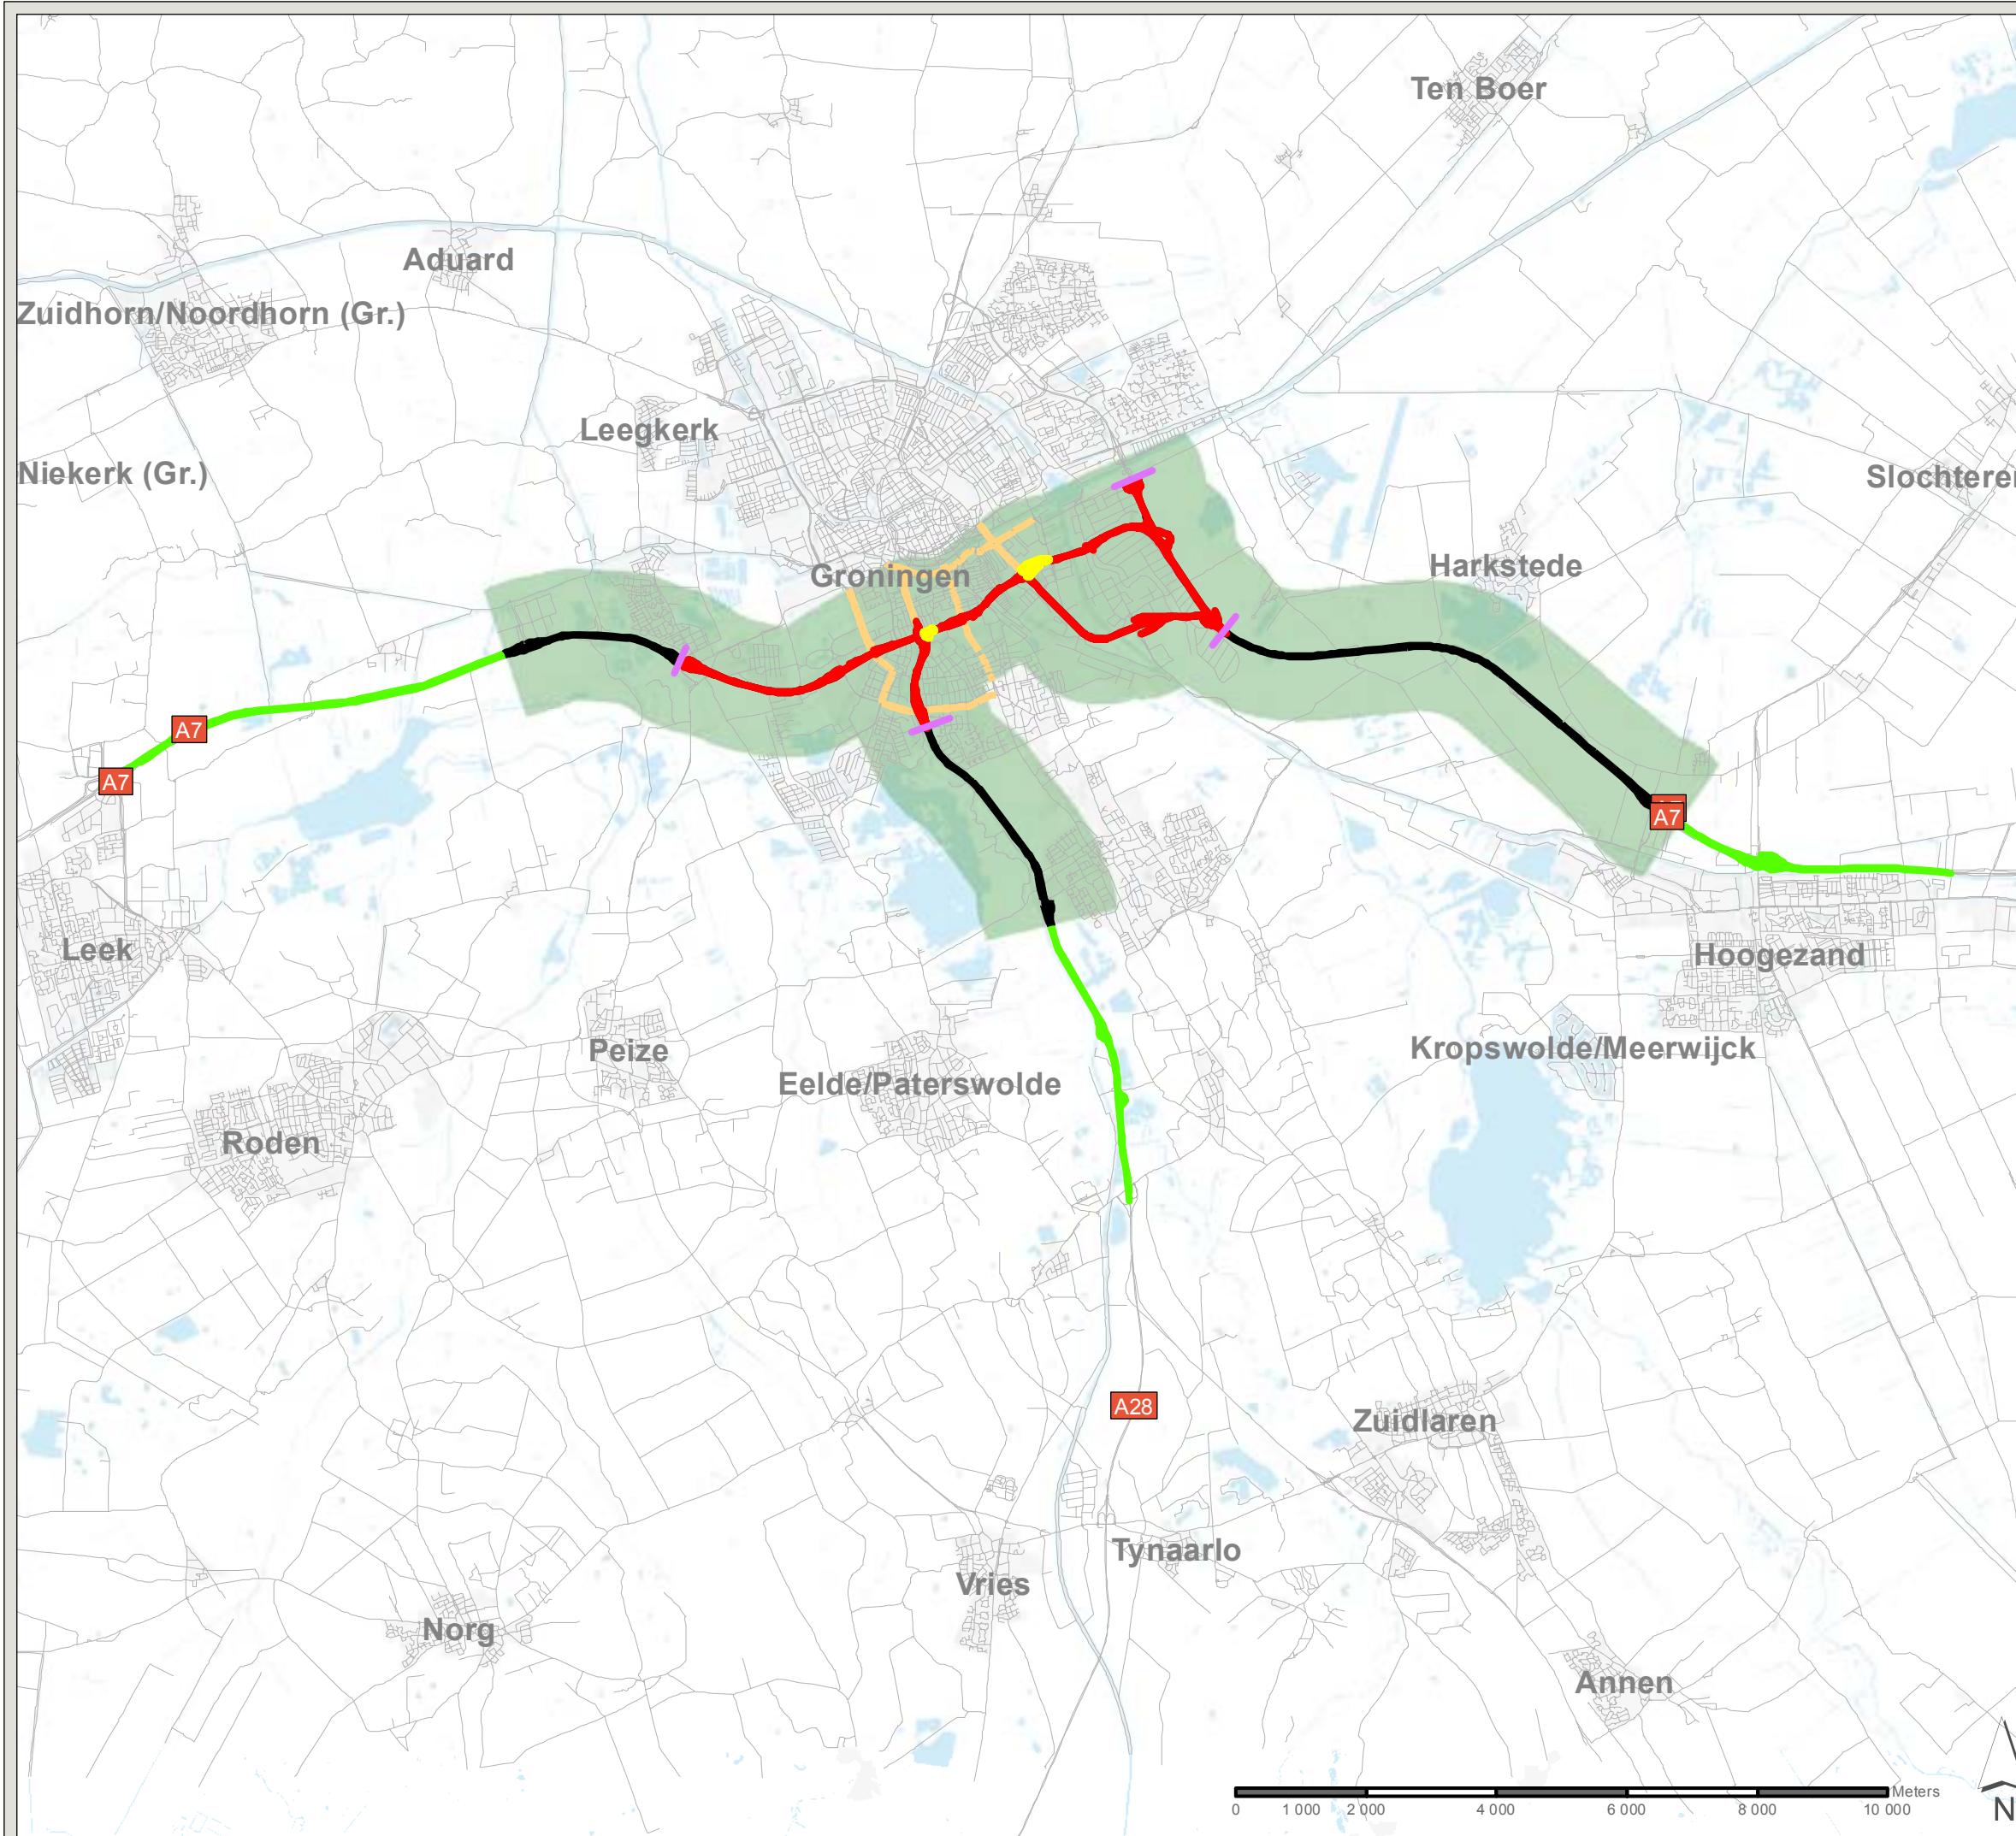 Ten Boer
Aduard
Zuidhorn/Noordhorn (Gr.)
Leegkerk
Niekerk (Gr.)
Slochteren
Harkstede
Groningen
A7
A7
A7
Leek
Hoogezand
Peize
Kropswolde/Meerwijck
Eelde/Paterswolde
Roden
A28
Zuidlaren
Tynaarlo
Vries
Norg
Annen
Meters
0 1 000 2 000 4 000 6 000 8 000 10 000
N